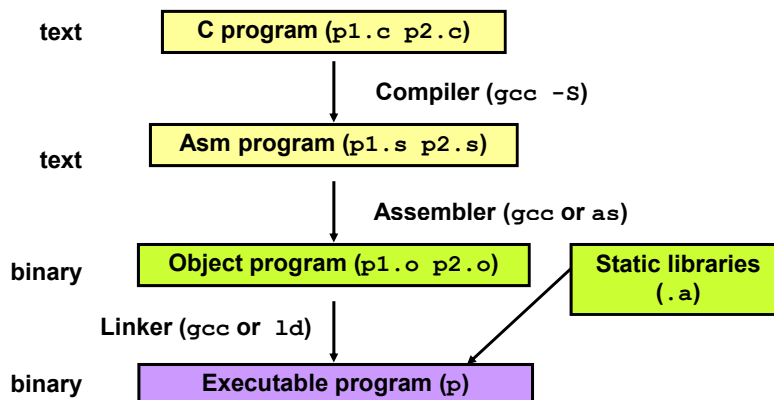 text
C program (p1.c p2.c)
Compiler (gcc -S)
text
Asm program (p1.s p2.s)
Assembler (gcc or as)
binary
Object program (p1.o p2.o)
Static libraries
(.a)
Linker (gcc or ld)
binary
Executable program (p)